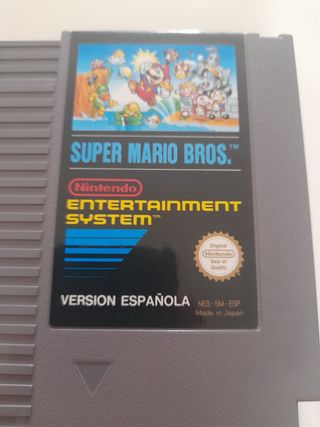 SUPER MARIO BROS.™
Nintendo
ENTERTAINMENT
SYSTEM™
Original
Nintendo
Seal of Quality
VERSION ESPAÑOLA
NES-SM-ESP
Made in Japan